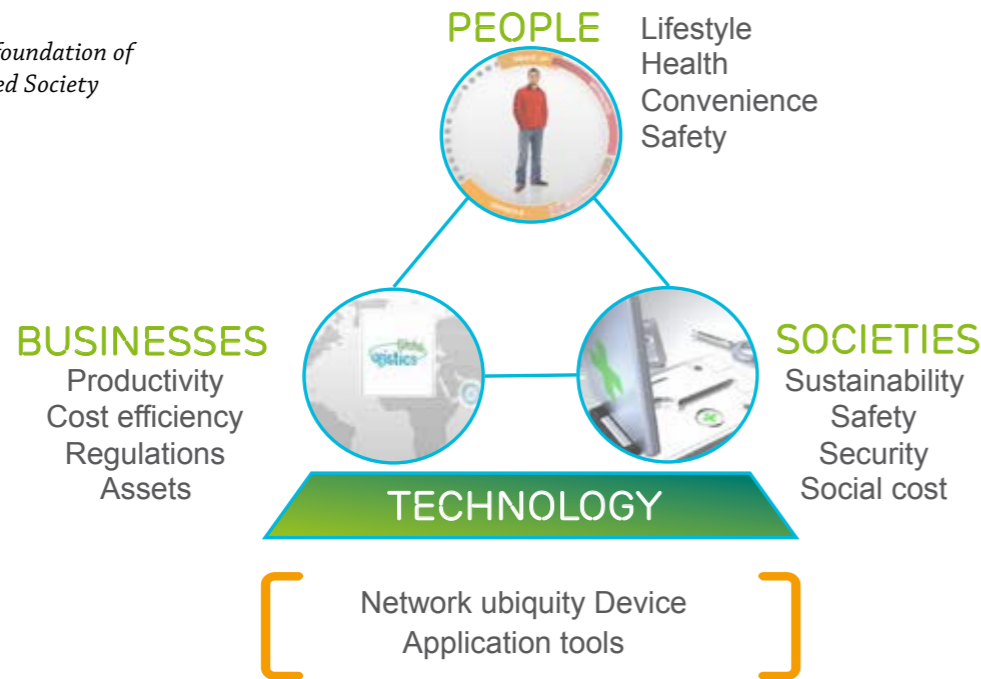 foundation of
ed Society
PEOPLE
Lifestyle
Health
Convenience
Safety
BUSINESSES
Productivity
Cost efficiency
Regulations
Assets
SOCIETIES
Sustainability
Safety
Security
Social cost
TECHNOLOGY
Network ubiquity Device
Application tools